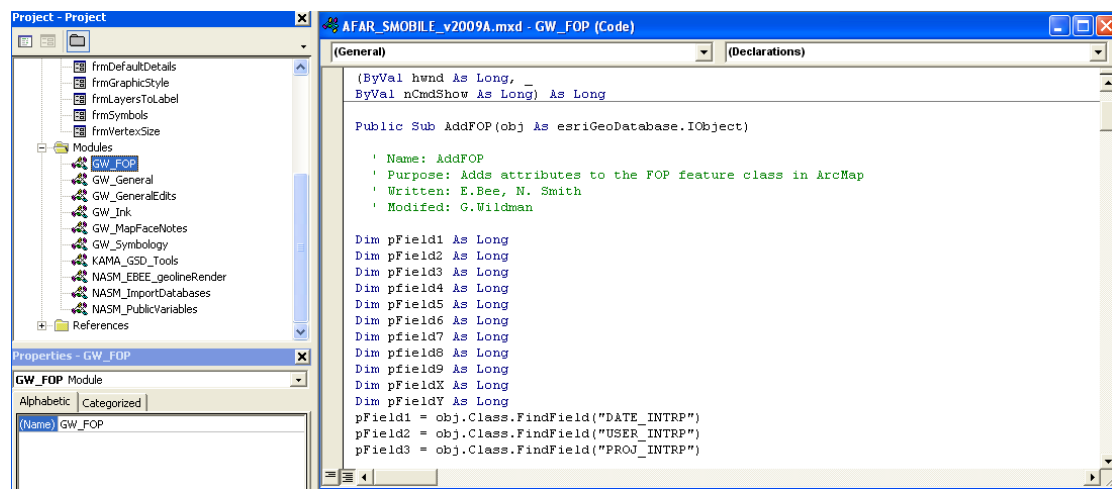 Project - Project
frmDefaultDetails
frmGraphicStyle
frmLayersToLabel
frmSymbols
frmVertexSize
Modules
GW_FOP
GW_General
GW_GeneralEdits
GW_Ink
GW_MapFaceNotes
GW_Symbology
KAMA_GSD_Tools
NASM_EBEE_geolineRender
NASM_ImportDatabases
NASM_PublicVariables
References
Properties - GW_FOP
GW_FOP Module
Alphabetic Categorized
(Name) GW_FOP
AFAR_SMOBILE_v2009A.mxd - GW_FOP (Code)
(General) (Declarations)
(ByVal hwnd As Long, _
ByVal nCmdShow As Long) As Long
Public Sub AddFOP(obj As esriGeoDatabase.IObject)
' Name: AddFOP
' Purpose: Adds attributes to the FOP feature class in ArcMap
' Written: E.Bee, N. Smith
' Modifed: G.Wildman
Dim pField1 As Long
Dim pField2 As Long
Dim pField3 As Long
Dim pfield4 As Long
Dim pField5 As Long
Dim pField6 As Long
Dim pfield7 As Long
Dim pfield8 As Long
Dim pfield9 As Long
Dim pFieldX As Long
Dim pFieldY As Long
pField1 = obj.Class.FindField("DATE_INTRP")
pField2 = obj.Class.FindField("USER_INTRP")
pField3 = obj.Class.FindField("PROJ_INTRP")